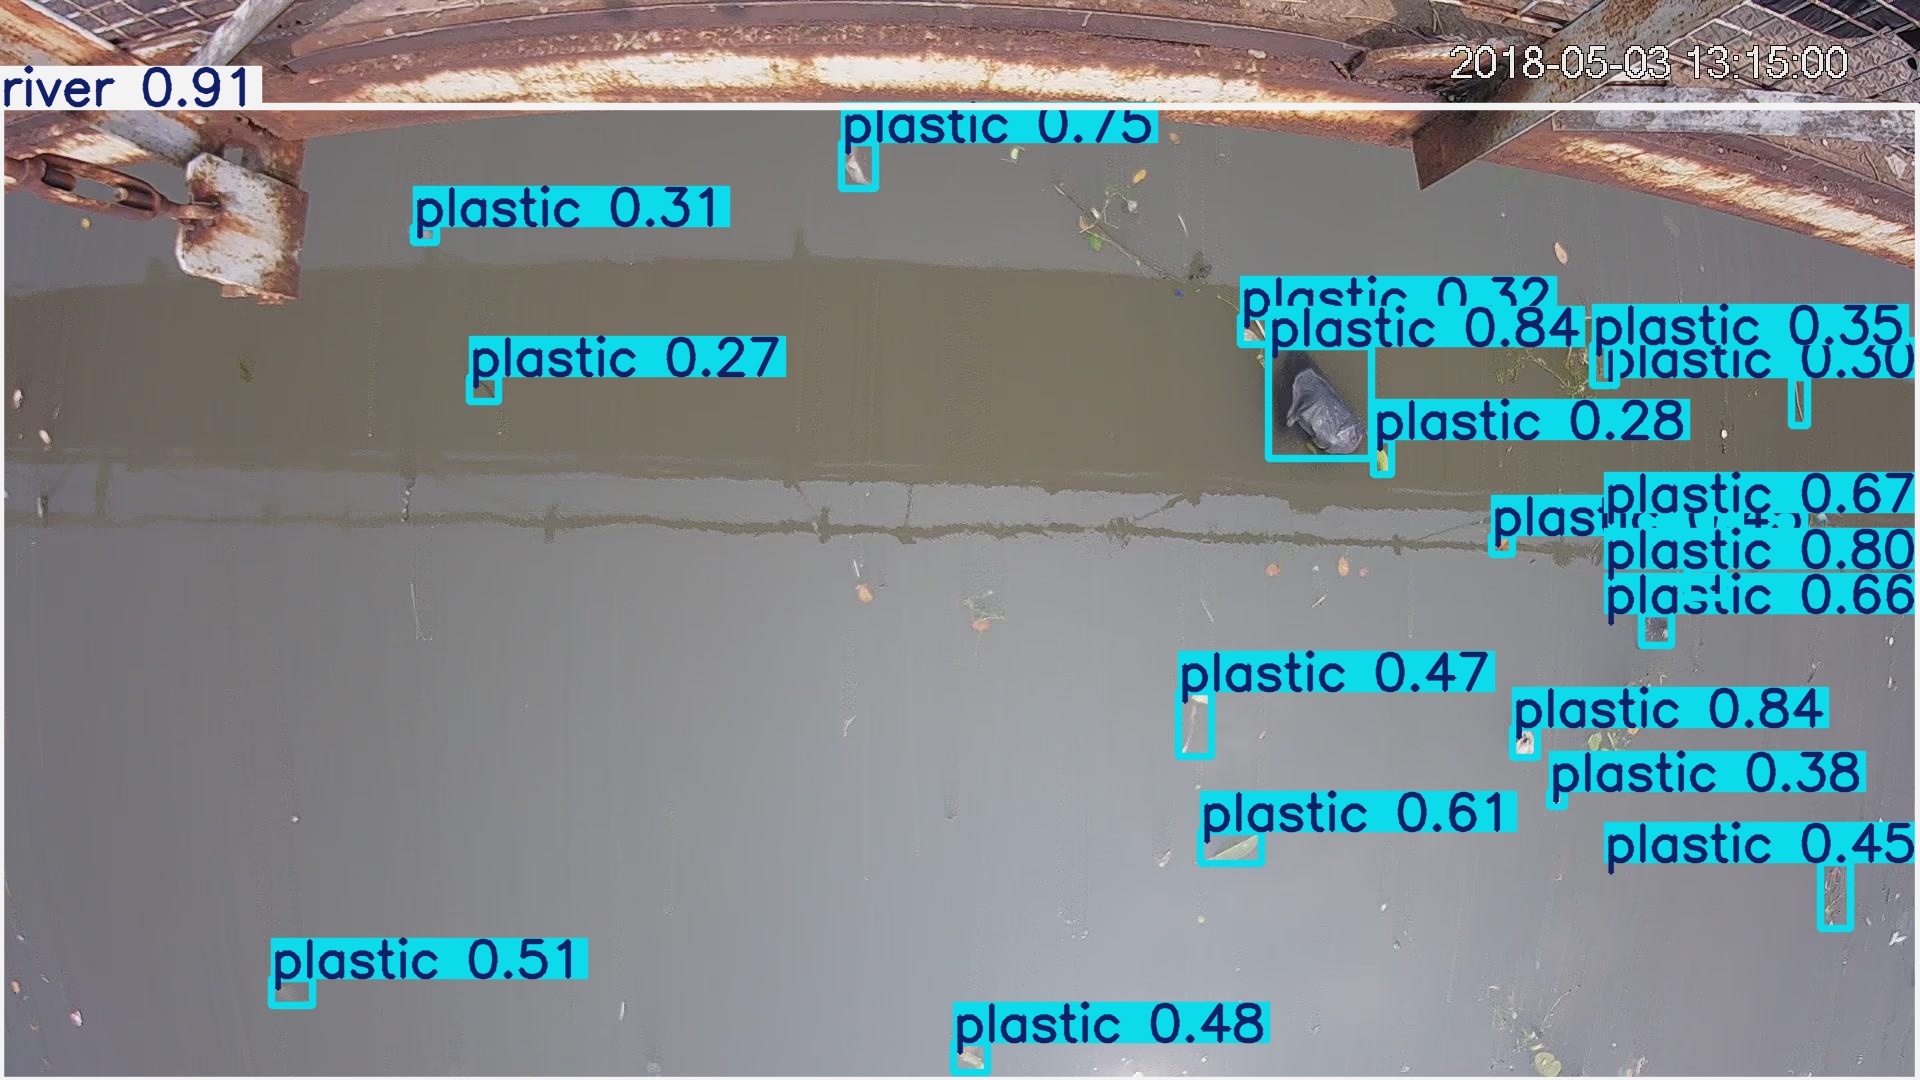 2018-05-03 13:15:00
river 0.91
plastic 0.75
plastic 0.31
plastic 0.32
plastic 0.84
plastic 0.35
plastic 0.30
plastic 0.27
plastic 0.28
plastic 0.67
plastic
plastic 0.80
plastic 0.66
plastic 0.47
plastic 0.84
plastic 0.38
plastic 0.61
plastic 0.45
plastic 0.51
plastic 0.48